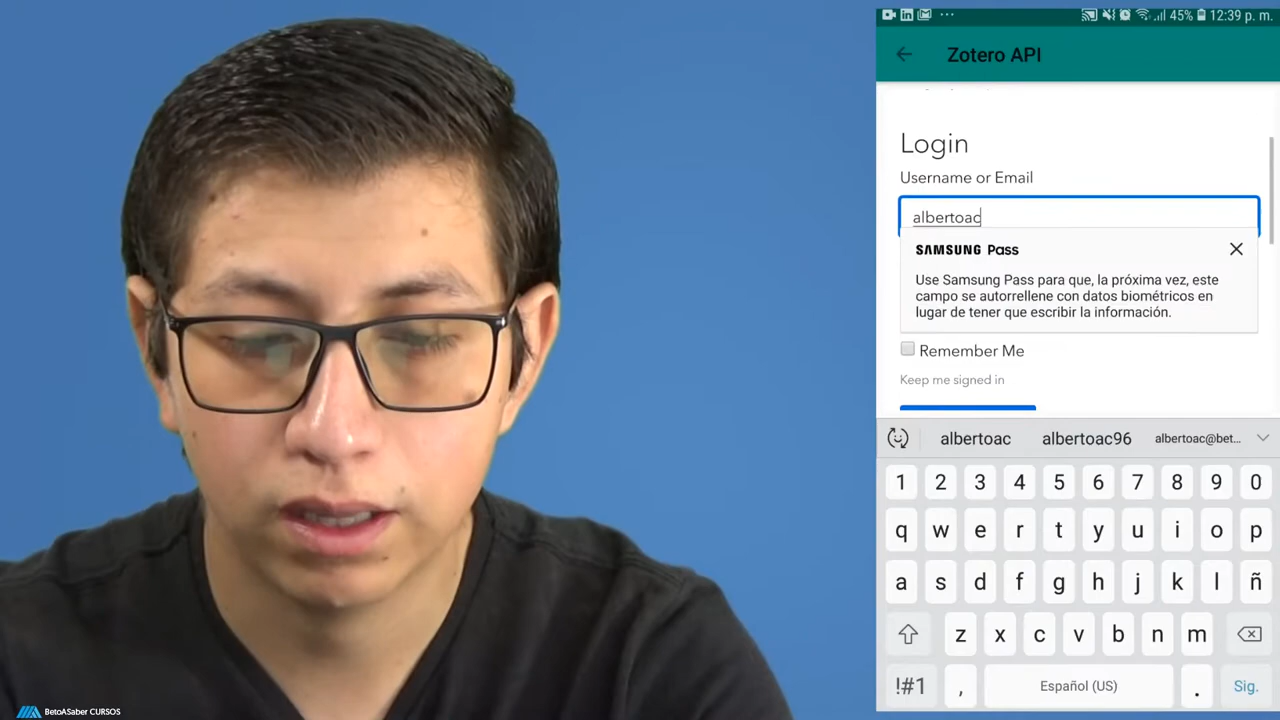 45% 12:39 p. m.
Zotero API
Login
Username or Email
albertoac
SAMSUNG Pass
Use Samsung Pass para que, la próxima vez, este
campo se autorrellene con datos biométricos en
lugar de tener que escribir la información.
Remember Me
Keep me signed in
albertoac albertoac96 albertoac@bet...
1 2 3 4 5 6 7 8 9 0
q w e r t y u i o p
a s d f g h j k l ñ
z x c v b n m
!#1 , Español (US) . Sig.
BetoASaber CURSOS